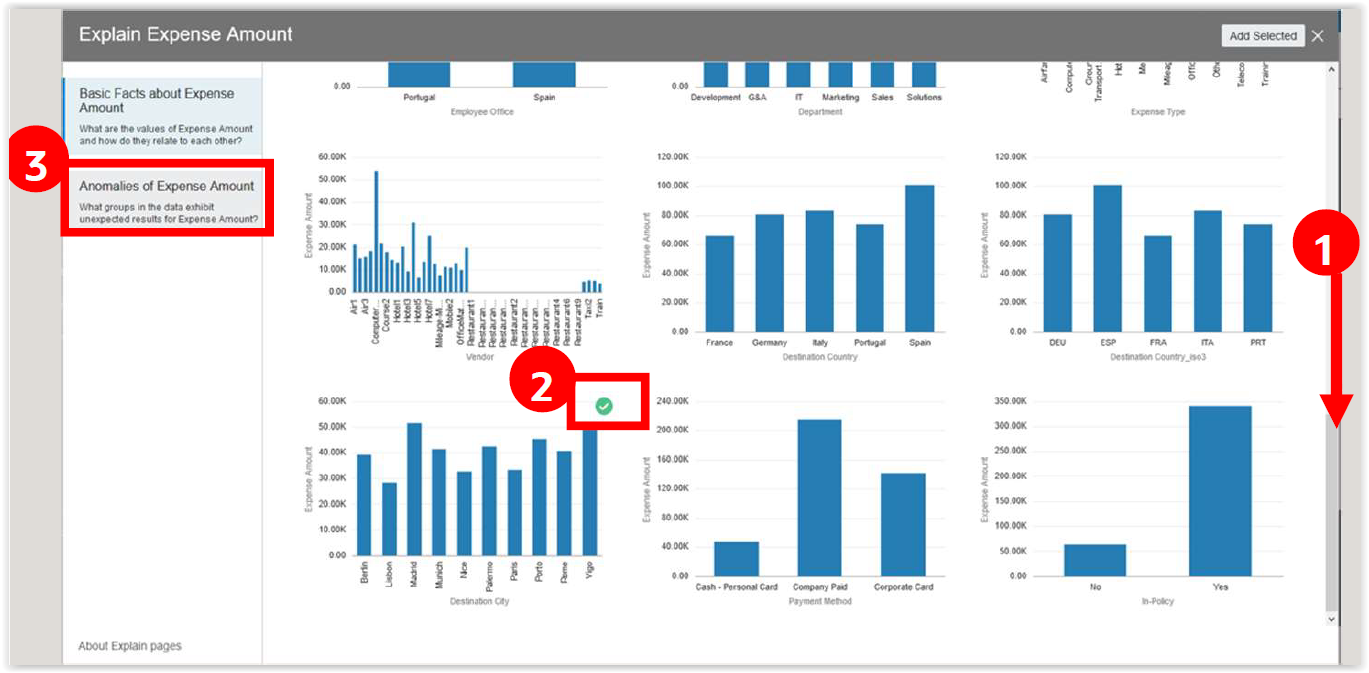 Explain Expense Amount
Add Selected
Basic Facts about Expense
Amount
What are the values of Expense Amount
and how do they relate to each other?
3
Anomalies of Expense Amount
What groups in the data exhibit
unexpected results for Expense Amount?
0.00
Portugal Spain
Employee Office
0.00
Development G&A IT Marketing Sales Solutions
Department
Hot
Me
Expense Type
60.00K
50.00K
40.00K
30.00K
20.00K
10.00K
0.00
Expense Amount
Air1
Air3
Computer...
Course2
Hotel1
Hotel3
Hotel5
Hotel7
Mileage-M...
Mobile2
OfficeMat...
Restaurant1
Restauran...
Restauran...
Restauran...
Restaurant2
Restauran...
Restauran...
Restauran...
Restaurant4
Restaurant6
Restaurant9
Taxi2
Train
Vendor
120.00K
100.00K
80.00K
60.00K
40.00K
20.00K
0.00
Expense Amount
France Germany Italy Portugal Spain
Destination Country
120.00K
100.00K
80.00K
60.00K
40.00K
20.00K
0.00
Expense Amount
DEU ESP FRA ITA PRT
Destination Country_iso3
1
2
60.00K
50.00K
40.00K
30.00K
20.00K
10.00K
0.00
Expense Amount
Berlin
Lisbon
Madrid
Munich
Nice
Palermo
Paris
Porto
Rome
Vigo
Destination City
240.00K
200.00K
160.00K
120.00K
80.00K
40.00K
0.00
Expense Amount
Cash - Personal Card Company Paid Corporate Card
Payment Method
350.00K
300.00K
250.00K
200.00K
150.00K
100.00K
50.00K
0.00
Expense Amount
No Yes
In-Policy
About Explain pages